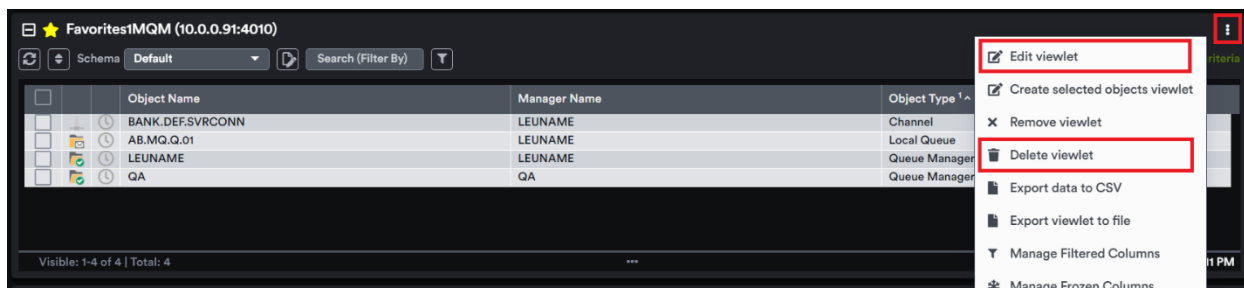 Favorites1MQM (10.0.0.91:4010)
Schema Default Search (Filter By)
Edit viewlet
Create selected objects viewlet
Remove viewlet
Delete viewlet
Export data to CSV
Export viewlet to file
Manage Filtered Columns
Manage Frozen Columns
Object Name Manager Name Object Type 1
BANK.DEF.SVRCONN LEUNAME Channel
AB.MQ.Q.01 LEUNAME Local Queue
LEUNAME LEUNAME Queue Manager
QA QA Queue Manager
Visible: 1-4 of 4 | Total: 4 ••• PM